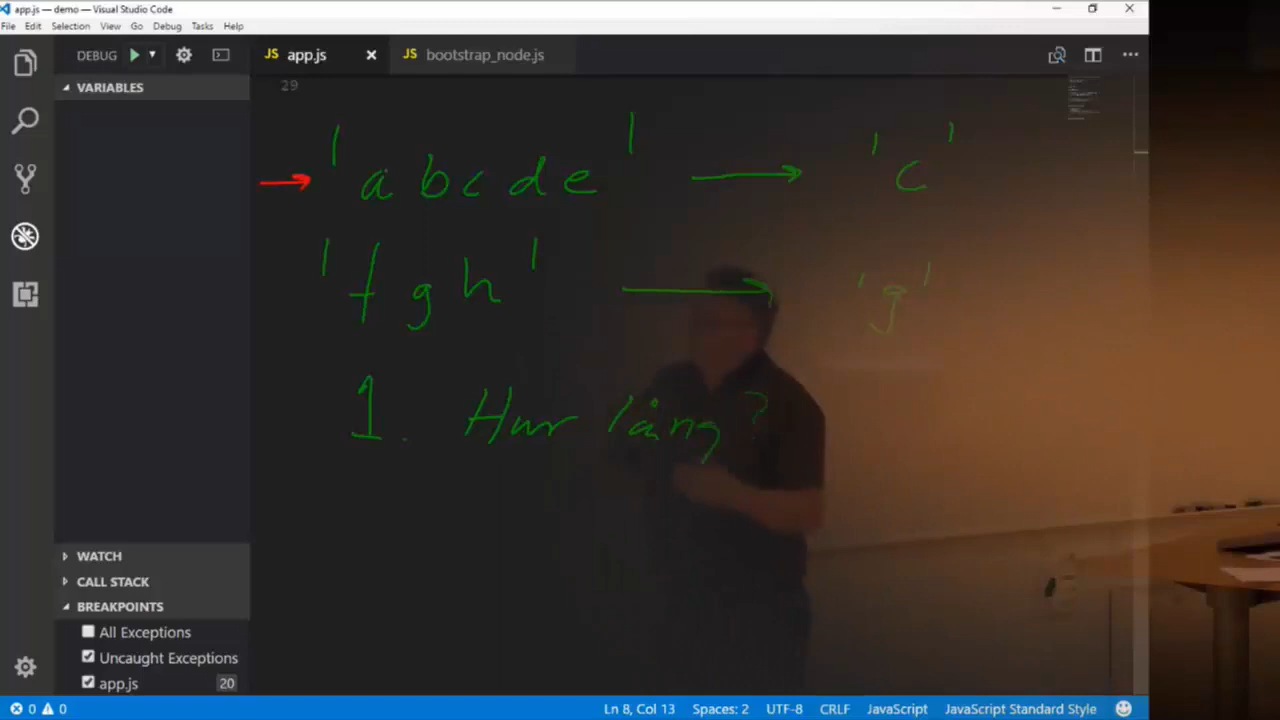 app.js — demo — Visual Studio Code
File Edit Selection View Go Debug Tasks Help
DEBUG
JS app.js
JS bootstrap_node.js
VARIABLES
29
'abcde' → 'c'
'fgh' → 'g'
1. Hur lång?
WATCH
CALL STACK
BREAKPOINTS
All Exceptions
Uncaught Exceptions
app.js 20
0 0 Ln 8, Col 13 Spaces: 2 UTF-8 CRLF JavaScript JavaScript Standard Style